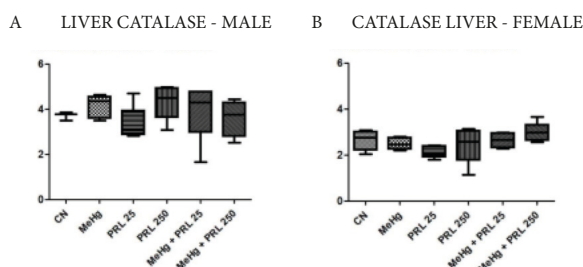 A LIVER CATALASE - MALE
6
4
2
0
CN
MeHg
PRL 25
PRL 250
MeHg + PRL 25
MeHg + PRL 250
B CATALASE LIVER - FEMALE
6
4
2
0
CN
MeHg
PRL 25
PRL 250
MeHg + PRL 25
MeHg + PRL 250